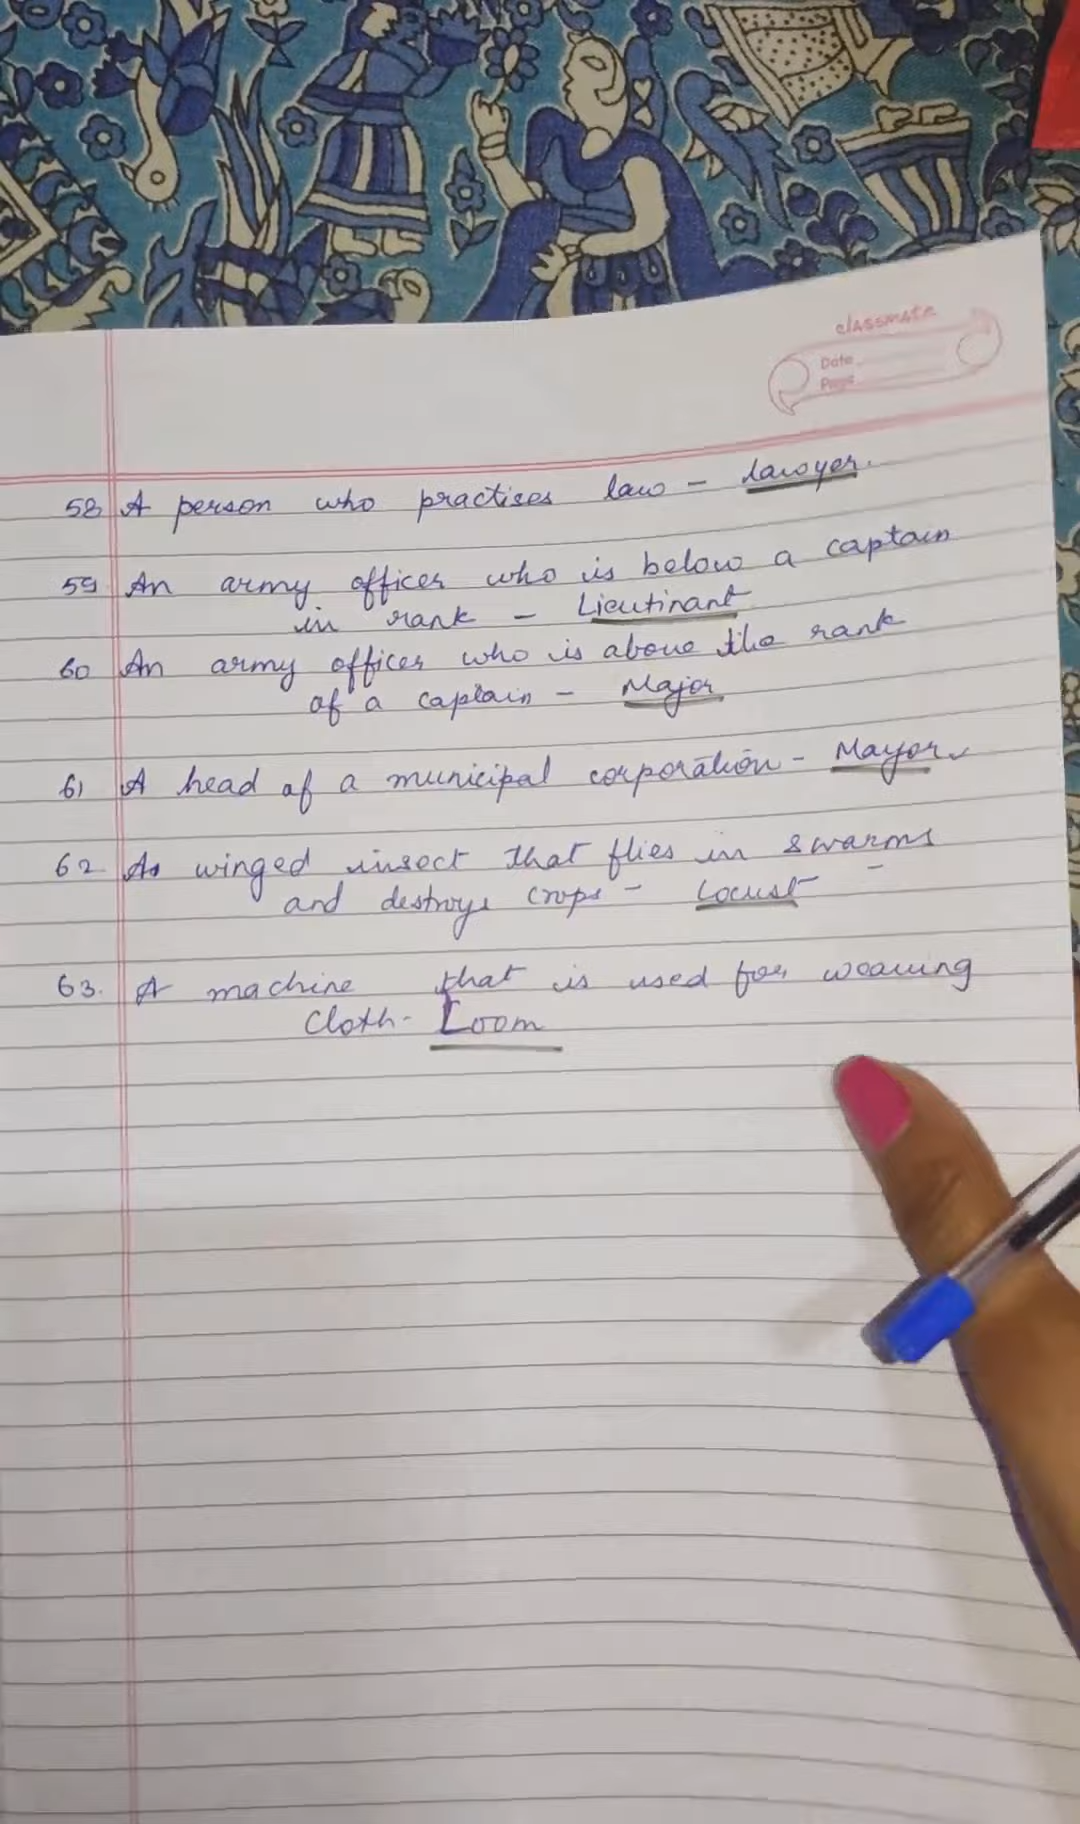 classmate
Date
Page
58 A person who practises law - Lawyer.
59 An army officer who is below a captain
in rank - Lieutinant
60 An army officer who is above the rank
of a captain - Major
61 A head of a municipal corporation - Mayor
62 A winged insect that flies in swarms
and destroys crops - Locust
63. A machine that is used for weaving
cloth - Loom